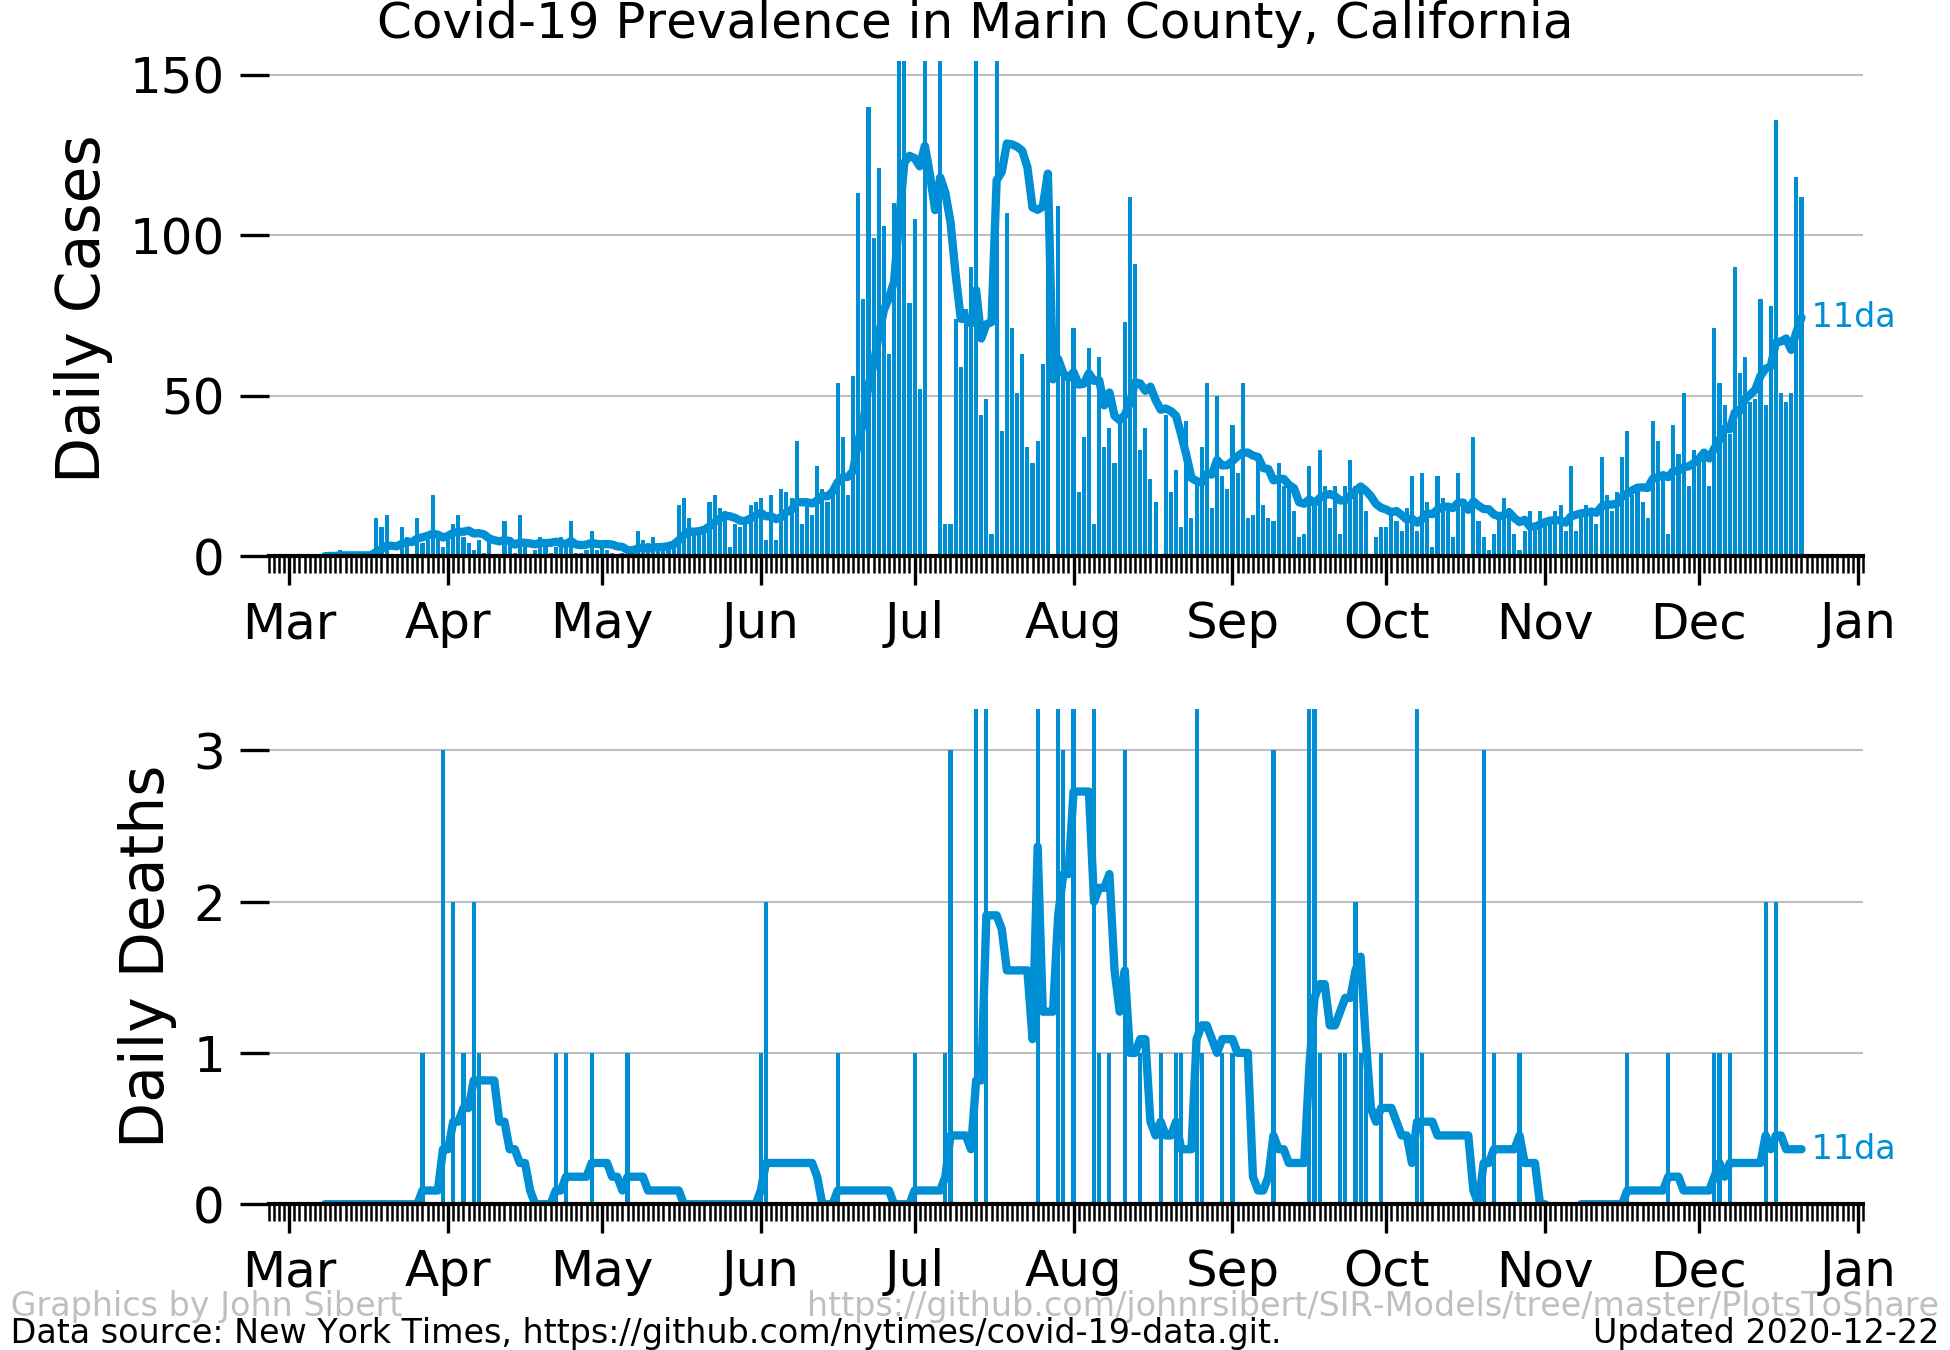 Covid-19 Prevalence in Marin County, California
Daily Cases
150
100
50
0
11da
Mar Apr May Jun Jul Aug Sep Oct Nov Dec Jan
Daily Deaths
3
2
1
0
11da
Mar Apr May Jun Jul Aug Sep Oct Nov Dec Jan
Graphics by John Sibert https://github.com/johnrsibert/SIR-Models/tree/master/PlotsToShare
Data source: New York Times, https://github.com/nytimes/covid-19-data.git. Updated 2020-12-22